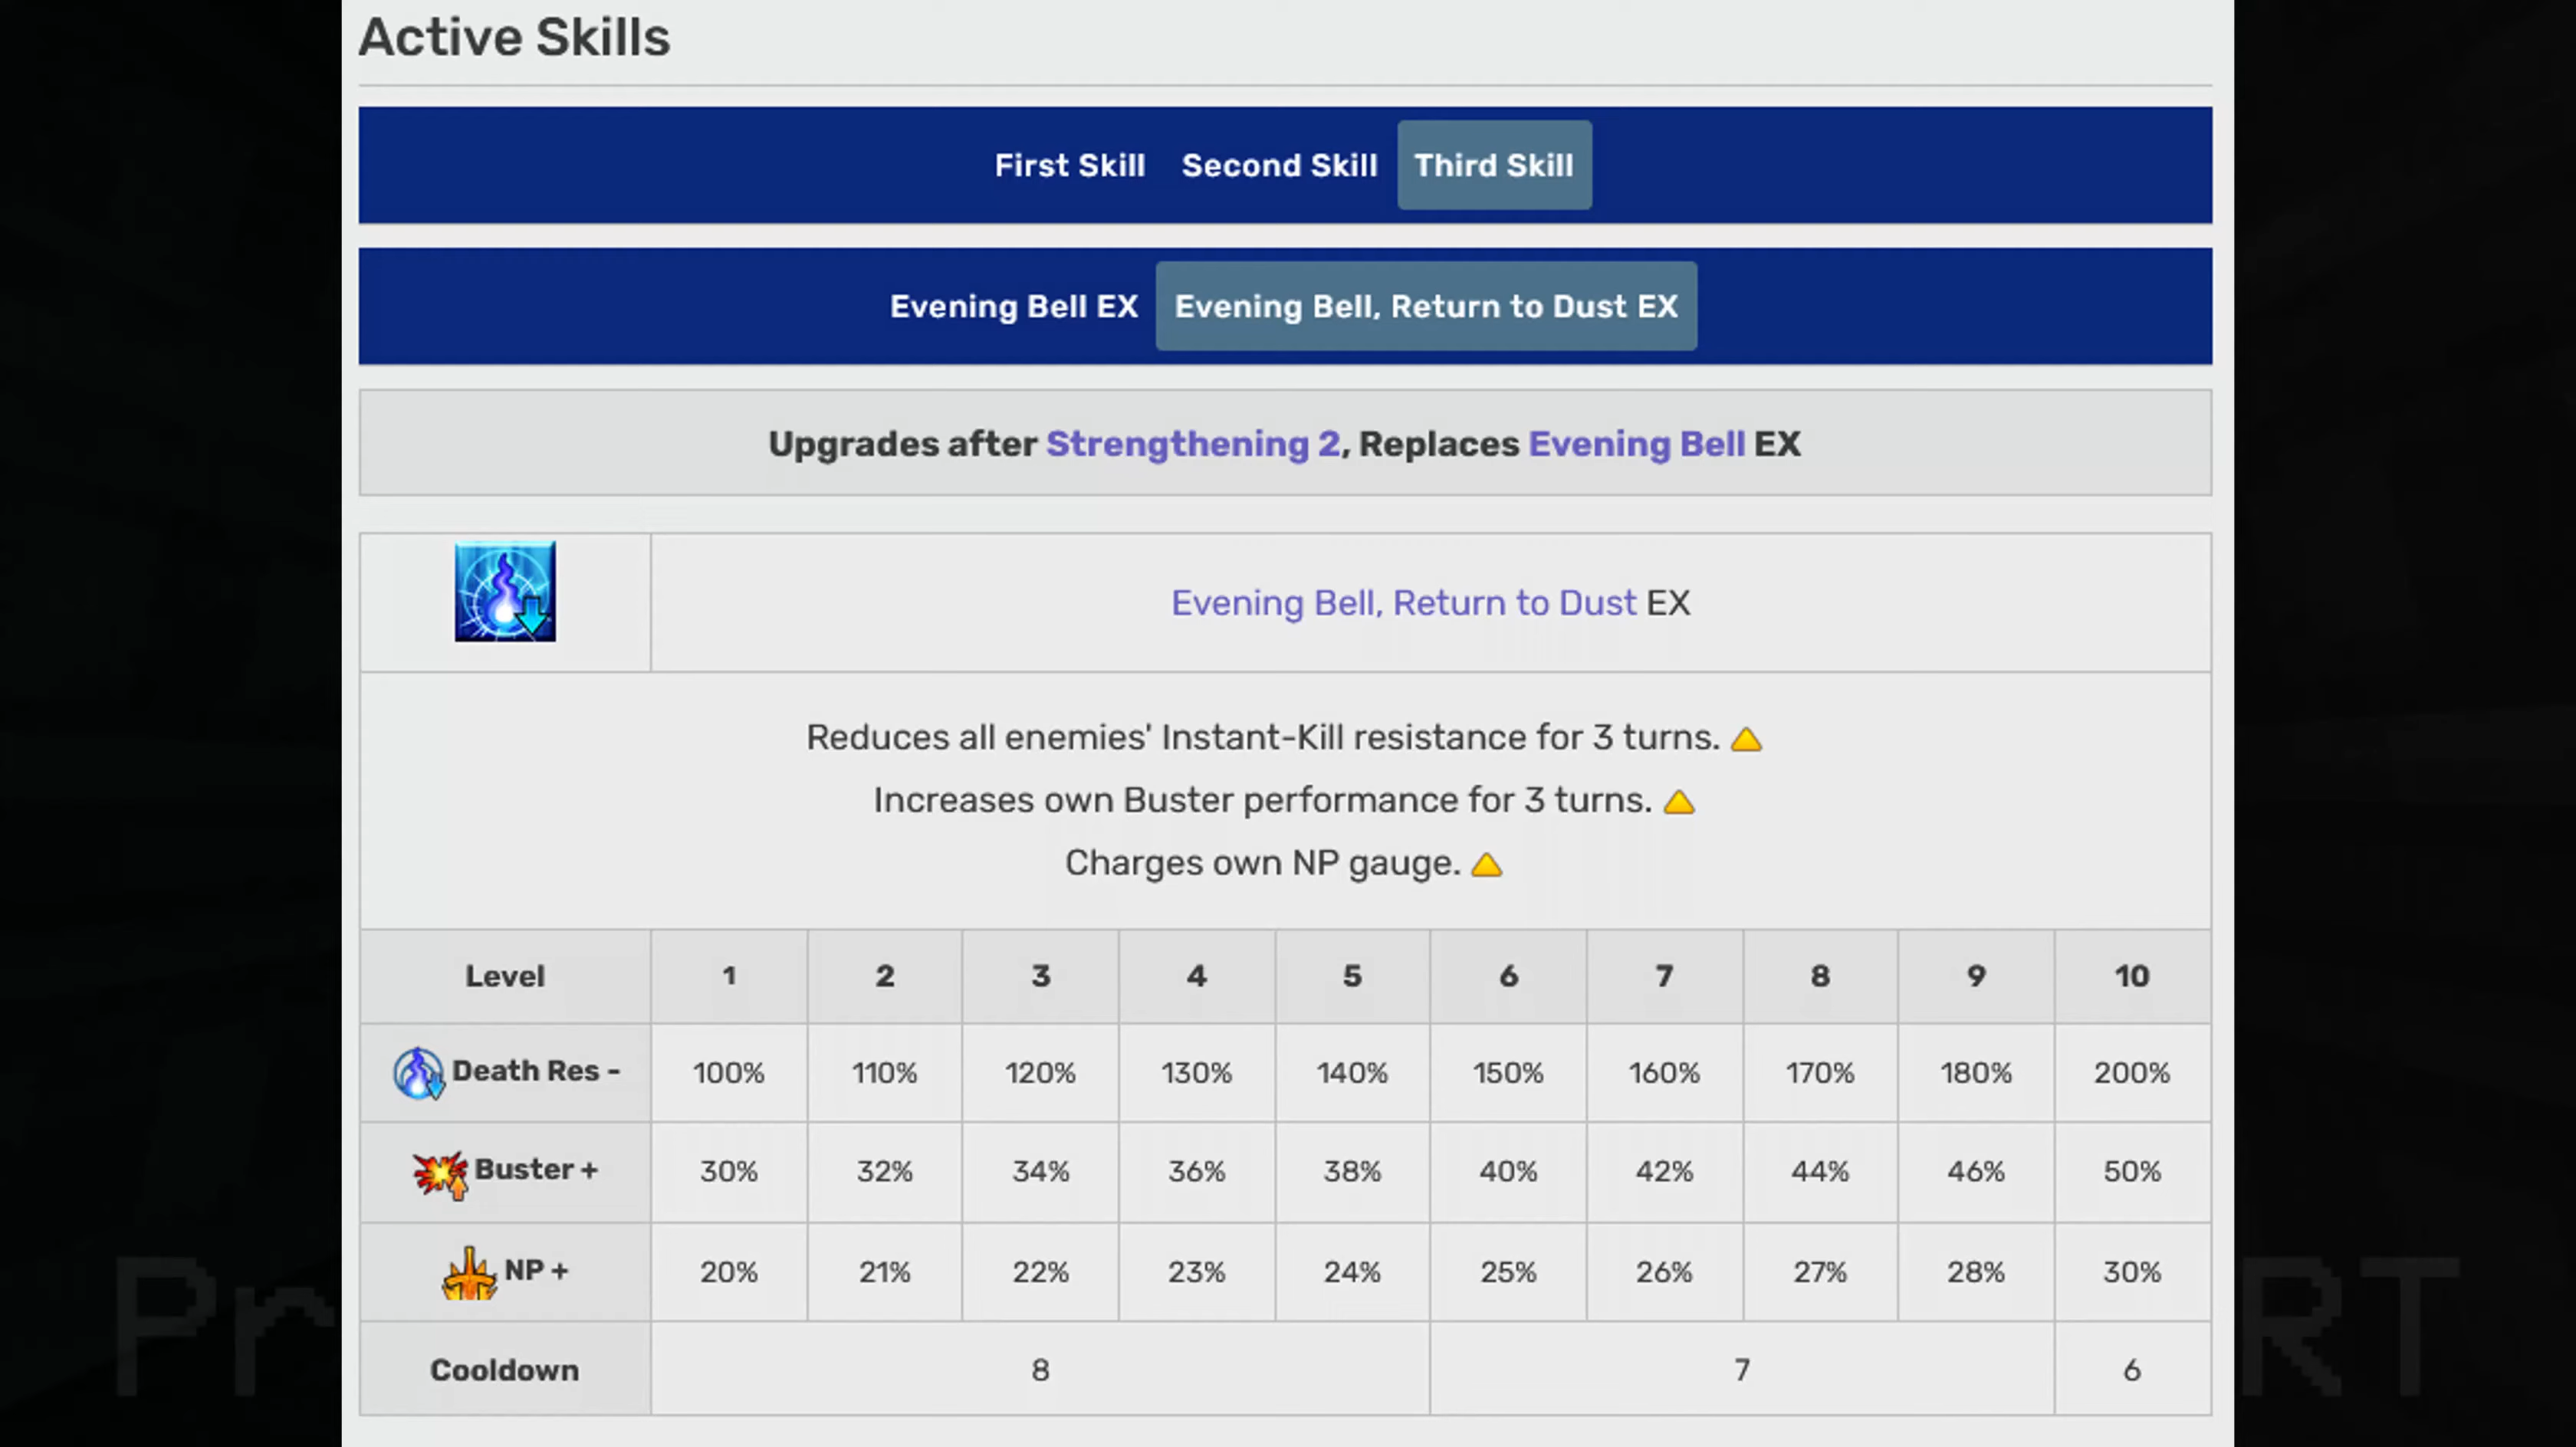 Active Skills
First Skill Second Skill Third Skill
Evening Bell EX Evening Bell, Return to Dust EX
Upgrades after Strengthening 2, Replaces Evening Bell EX
Evening Bell, Return to Dust EX
Reduces all enemies' Instant-Kill resistance for 3 turns.
Increases own Buster performance for 3 turns.
Charges own NP gauge.
Level 1 2 3 4 5 6 7 8 9 10
Death Res - 100% 110% 120% 130% 140% 150% 160% 170% 180% 200%
Buster + 30% 32% 34% 36% 38% 40% 42% 44% 46% 50%
NP + 20% 21% 22% 23% 24% 25% 26% 27% 28% 30%
Cooldown 8 7 6